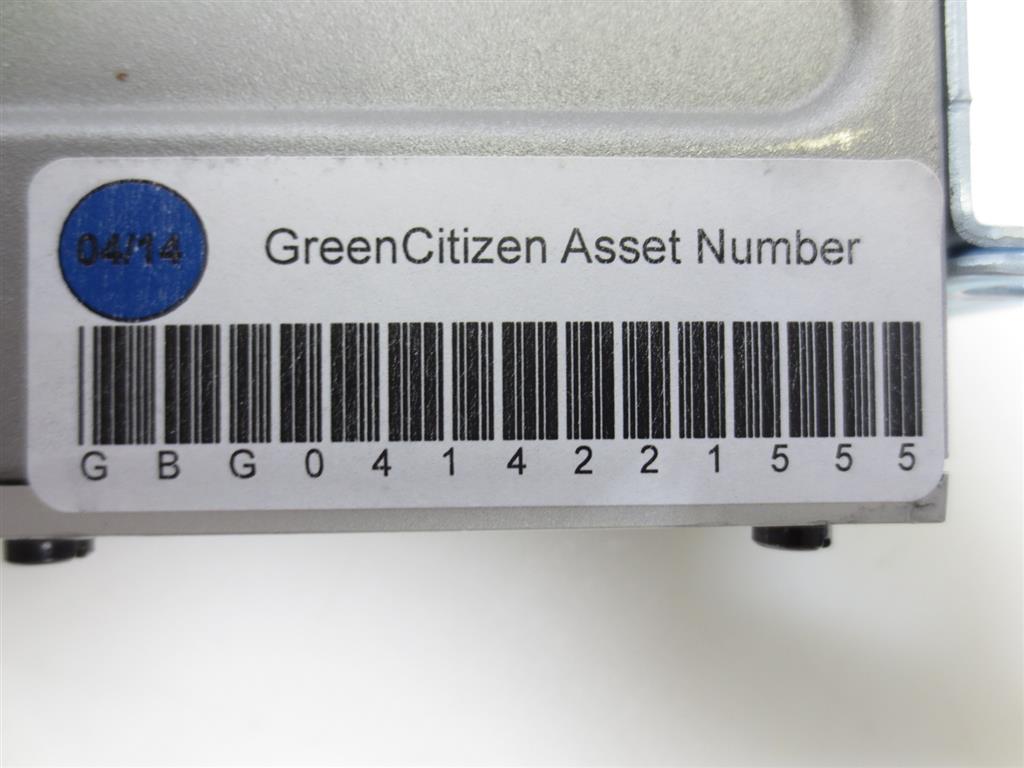 04/14
GreenCitizen Asset Number
G B G 0 4 1 4 2 2 1 5 5 5